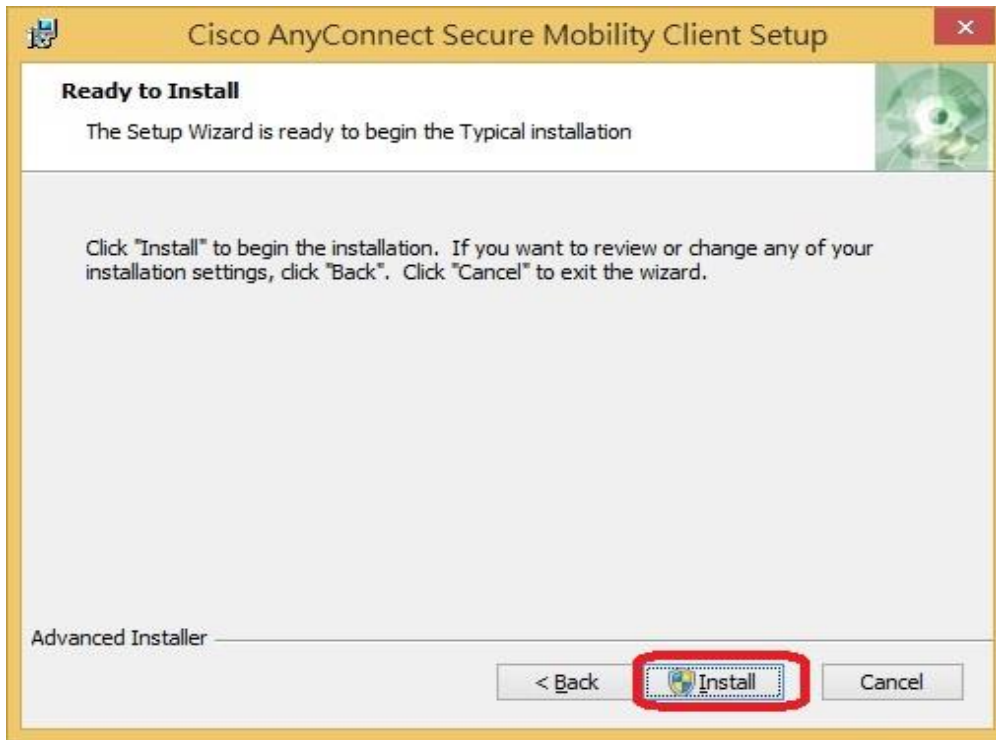 Cisco AnyConnect Secure Mobility Client Setup
Ready to Install
The Setup Wizard is ready to begin the Typical installation
Click "Install" to begin the installation.  If you want to review or change any of your
installation settings, click "Back".  Click "Cancel" to exit the wizard.
Advanced Installer
< Back Install Cancel